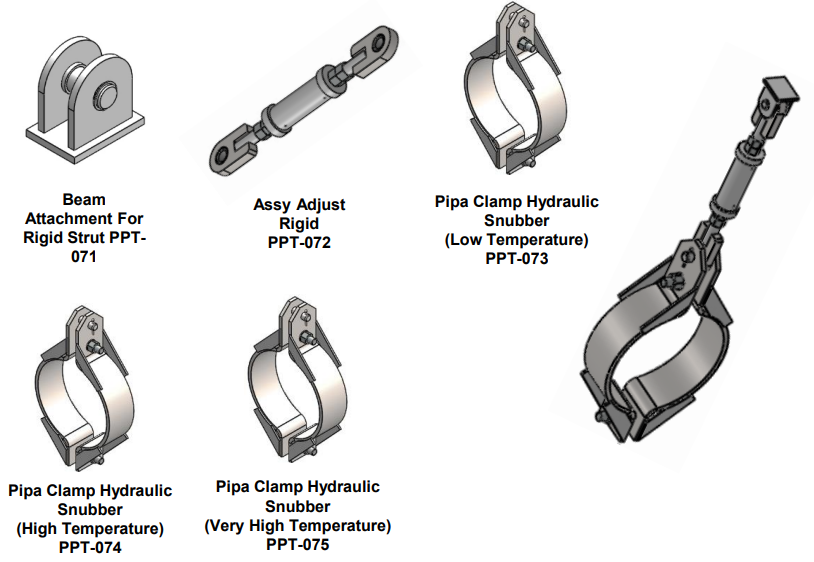 Beam
Attachment For
Rigid Strut PPT-
071
Assy Adjust
Rigid
PPT-072
Pipa Clamp Hydraulic
Snubber
(Low Temperature)
PPT-073
Pipa Clamp Hydraulic
Snubber
(High Temperature)
PPT-074
Pipa Clamp Hydraulic
Snubber
(Very High Temperature)
PPT-075